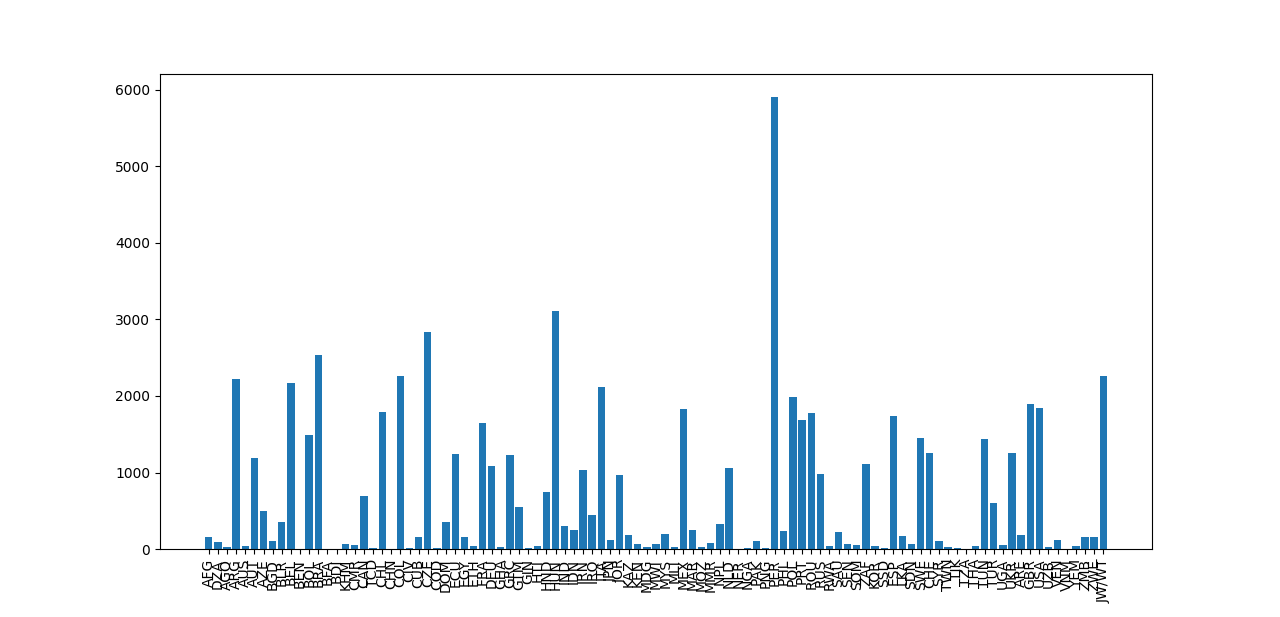 6000
5000
4000
3000
2000
1000
0
AFG
DZA
AGO
ARG
AUS
AUT
AZE
BGD
BLR
BEL
BEN
BOL
BRA
BFA
BDI
KHM
CMR
CAN
TCD
CHL
CHN
COL
CUB
CZE
COD
DOM
ECU
EGY
ETH
FRA
DEU
GHA
GRC
GTM
GIN
HTI
HND
HUN
IND
IDN
IRN
IRQ
ITA
JPN
JOR
KAZ
KEN
MDG
MWI
MYS
MLI
MEX
MAR
MOZ
MMR
NPL
NLD
NER
NGA
PAK
PNG
PER
PHL
POL
PRT
ROU
RUS
RWA
SAU
SEN
SOM
ZAF
KOR
SSD
ESP
LKA
SDN
SWE
CHE
SYR
TWN
TJK
TZA
THA
TUN
TUR
UGA
UKR
ARE
GBR
USA
UZB
VEN
VNM
YEM
ZMB
ZWE
JW/WT